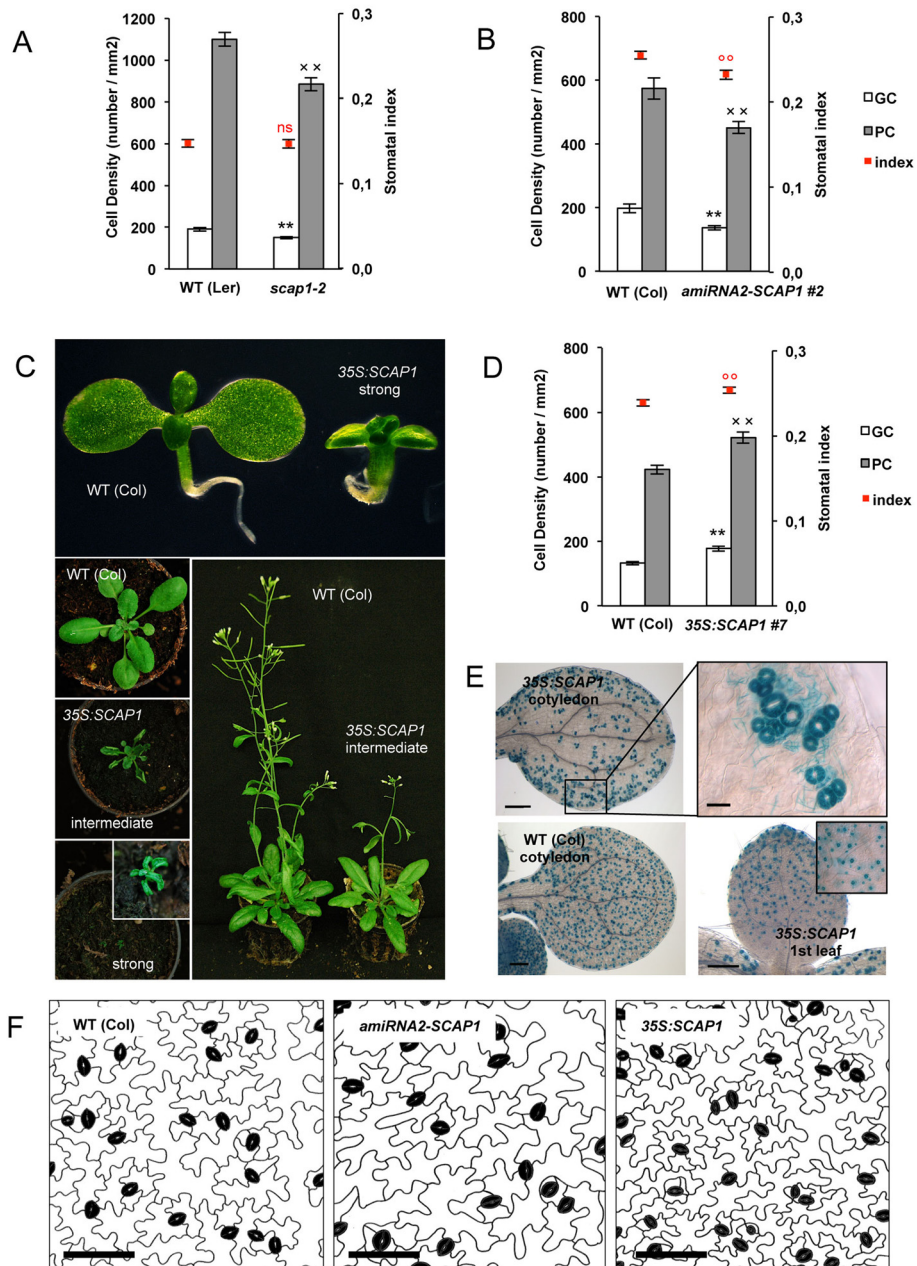 A
Cell Density (number / mm2)
1200
1000
800
600
400
200
0
0,3
0,2
0,1
0,0
Stomatal index
ns
××
**
WT (Ler)
scap1-2
B
Cell Density (number / mm2)
800
600
400
200
0
0,3
0,2
0,1
0,0
Stomatal index
°°
××
**
WT (Col)
amiRNA2-SCAP1 #2
GC
PC
index
C
35S:SCAP1
strong
WT (Col)
WT (Col)
35S:SCAP1
intermediate
strong
WT (Col)
35S:SCAP1
intermediate
D
Cell Density (number / mm2)
800
600
400
200
0
0,3
0,2
0,1
0,0
Stomatal index
°°
××
**
WT (Col)
35S:SCAP1 #7
GC
PC
index
E
35S:SCAP1
cotyledon
WT (Col)
cotyledon
35S:SCAP1
1st leaf
F
WT (Col)
amiRNA2-SCAP1
35S:SCAP1